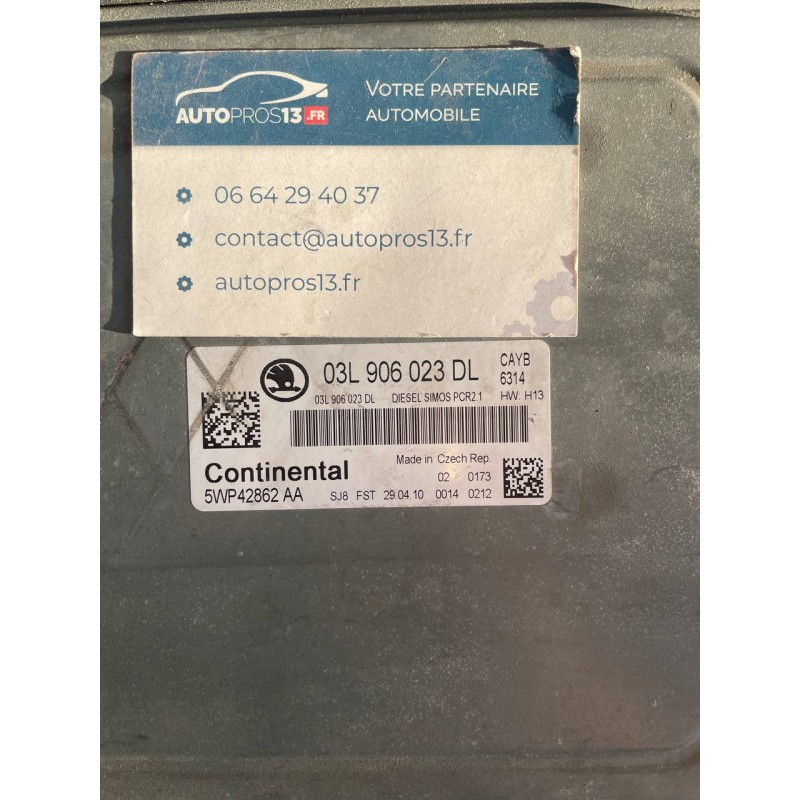 AUTOPROS13.FR
VOTRE PARTENAIRE
AUTOMOBILE
06 64 29 40 37
contact@autopros13.fr
autopros13.fr
03L 906 023 DL
CAYB
6314
03L 906 023 DL DIESEL SIMOS PCR2.1 HW: H13
Continental
Made in Czech Rep.
02 0173
5WP42862 AA SJ8 FST 29.04.10 0014 0212